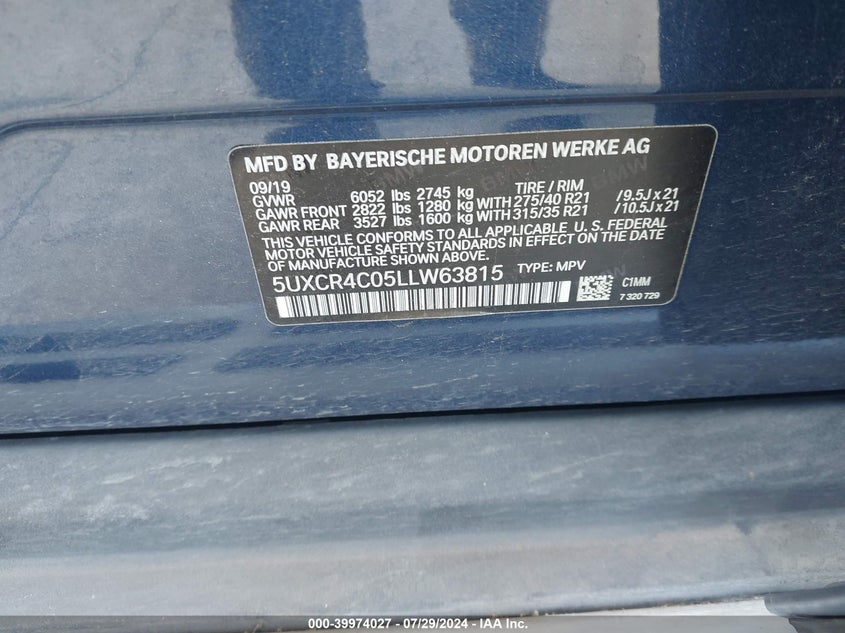 MFD BY BAYERISCHE MOTOREN WERKE AG
09/19 TIRE / RIM
GVWR 6052 lbs 2745 kg
GAWR FRONT 2822 lbs 1280 kg WITH 275/40 R21 / 9.5J x 21
GAWR REAR 3527 lbs 1600 kg WITH 315/35 R21 / 10.5J x 21
THIS VEHICLE CONFORMS TO ALL APPLICABLE U. S. FEDERAL
MOTOR VEHICLE SAFETY STANDARDS IN EFFECT ON THE DATE
OF MANUFACTURE SHOWN ABOVE.
5UXCR4C05LLW63815 TYPE: MPV
C1MM
7 320 729
000-39974027 - 07/29/2024 - IAA Inc.